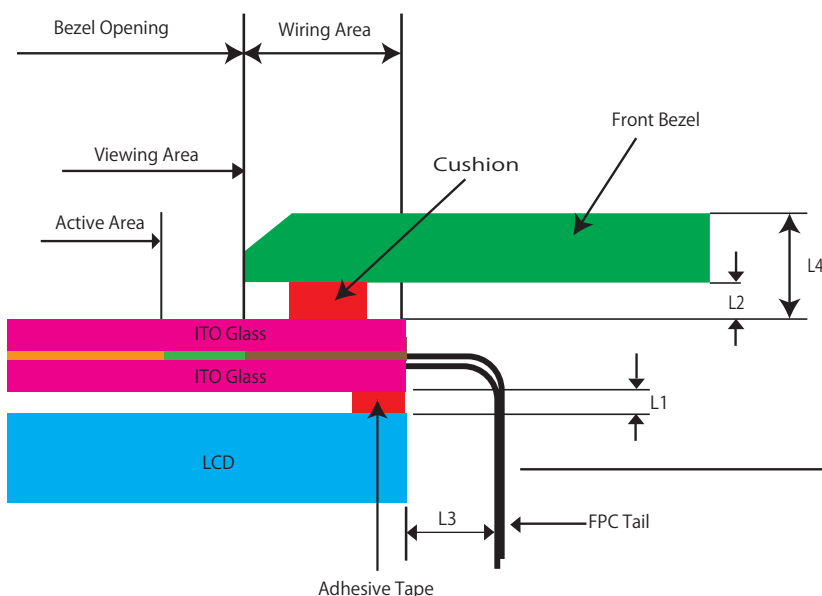 Bezel Opening
Wiring Area
Front Bezel
Viewing Area
Cushion
Active Area
L4
L2
ITO Glass
ITO Glass
L1
LCD
L3
FPC Tail
Adhesive Tape